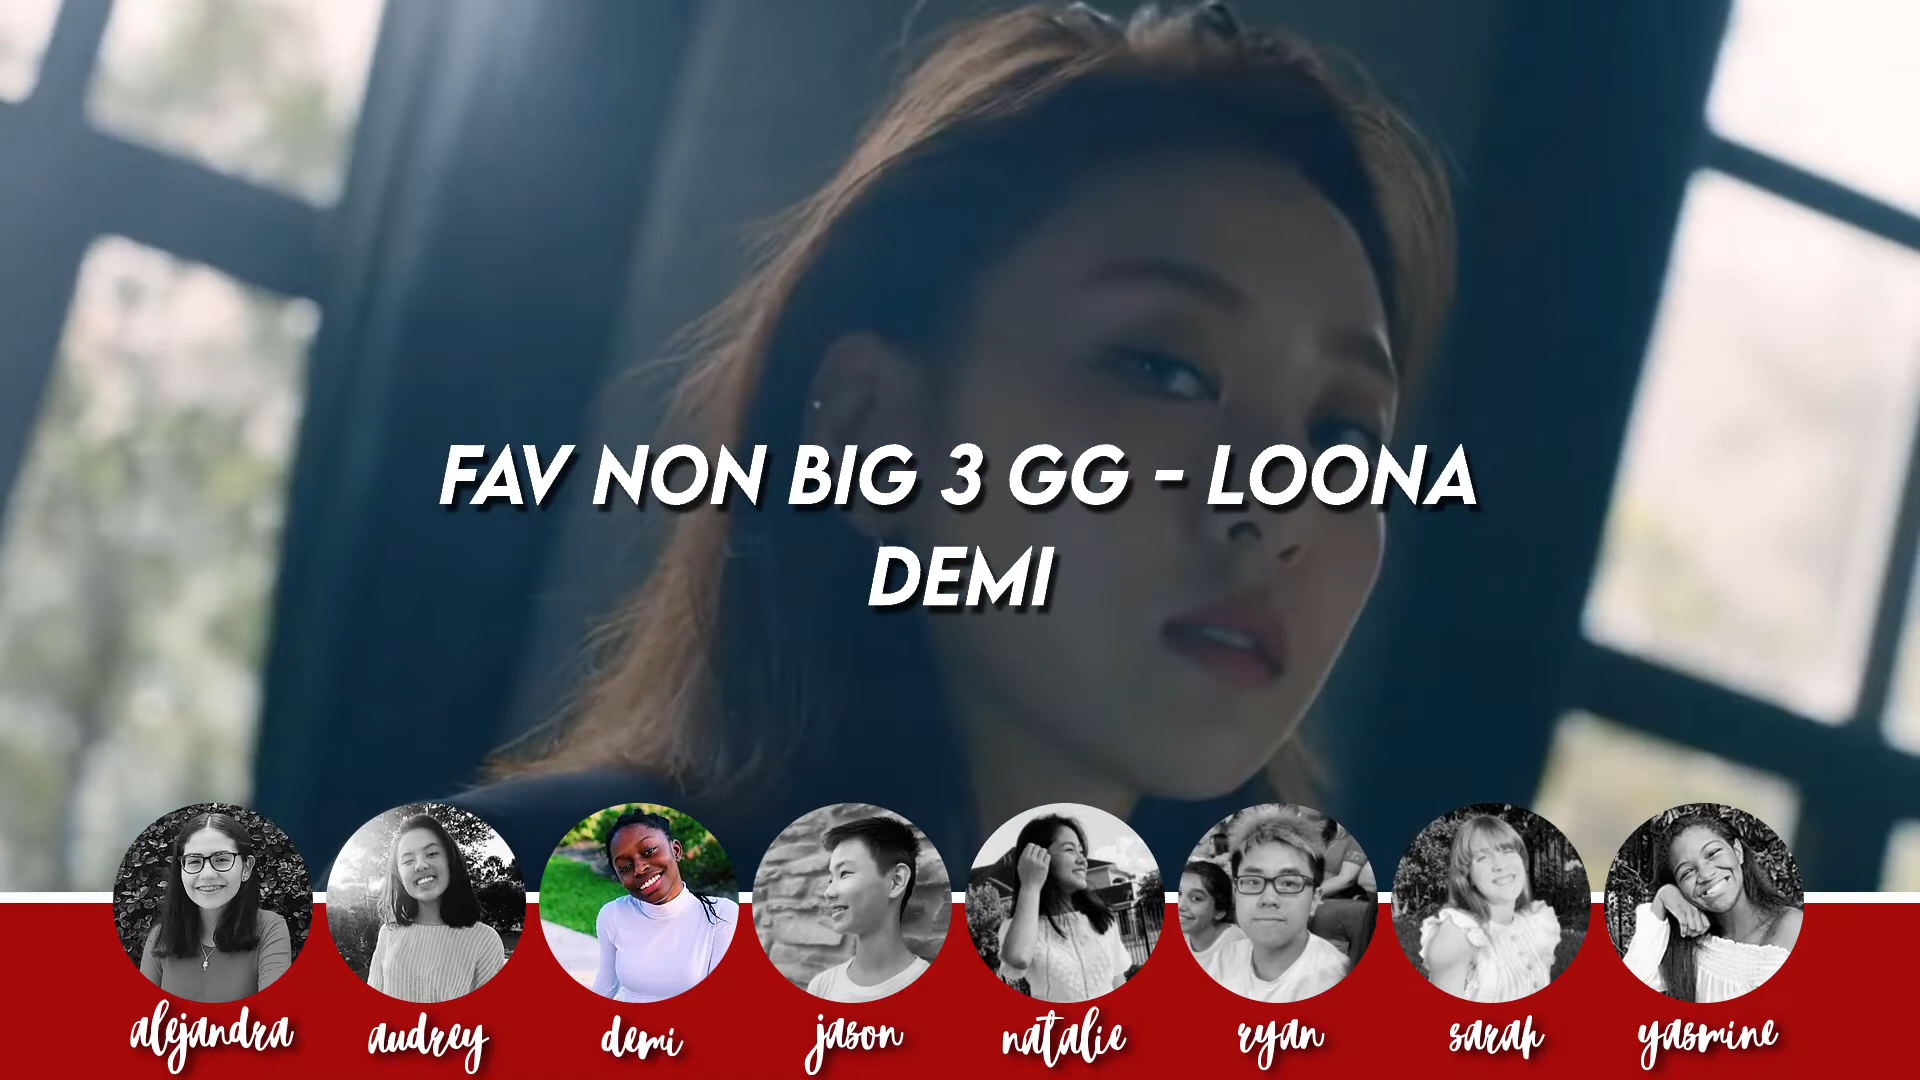 FAV NON BIG 3 GG - LOONA
DEMI
alejandra audrey demi jason natalie ryan sarah yasmine